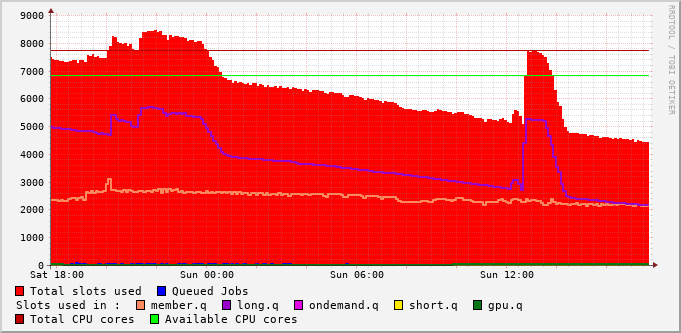 9000
8000
7000
6000
5000
4000
3000
2000
1000
0
Sat 18:00 Sun 00:00 Sun 06:00 Sun 12:00
RRDTOOL / TOBI OETIKER
Total slots used Queued Jobs
Slots used in : member.q long.q ondemand.q short.q gpu.q
Total CPU cores Available CPU cores